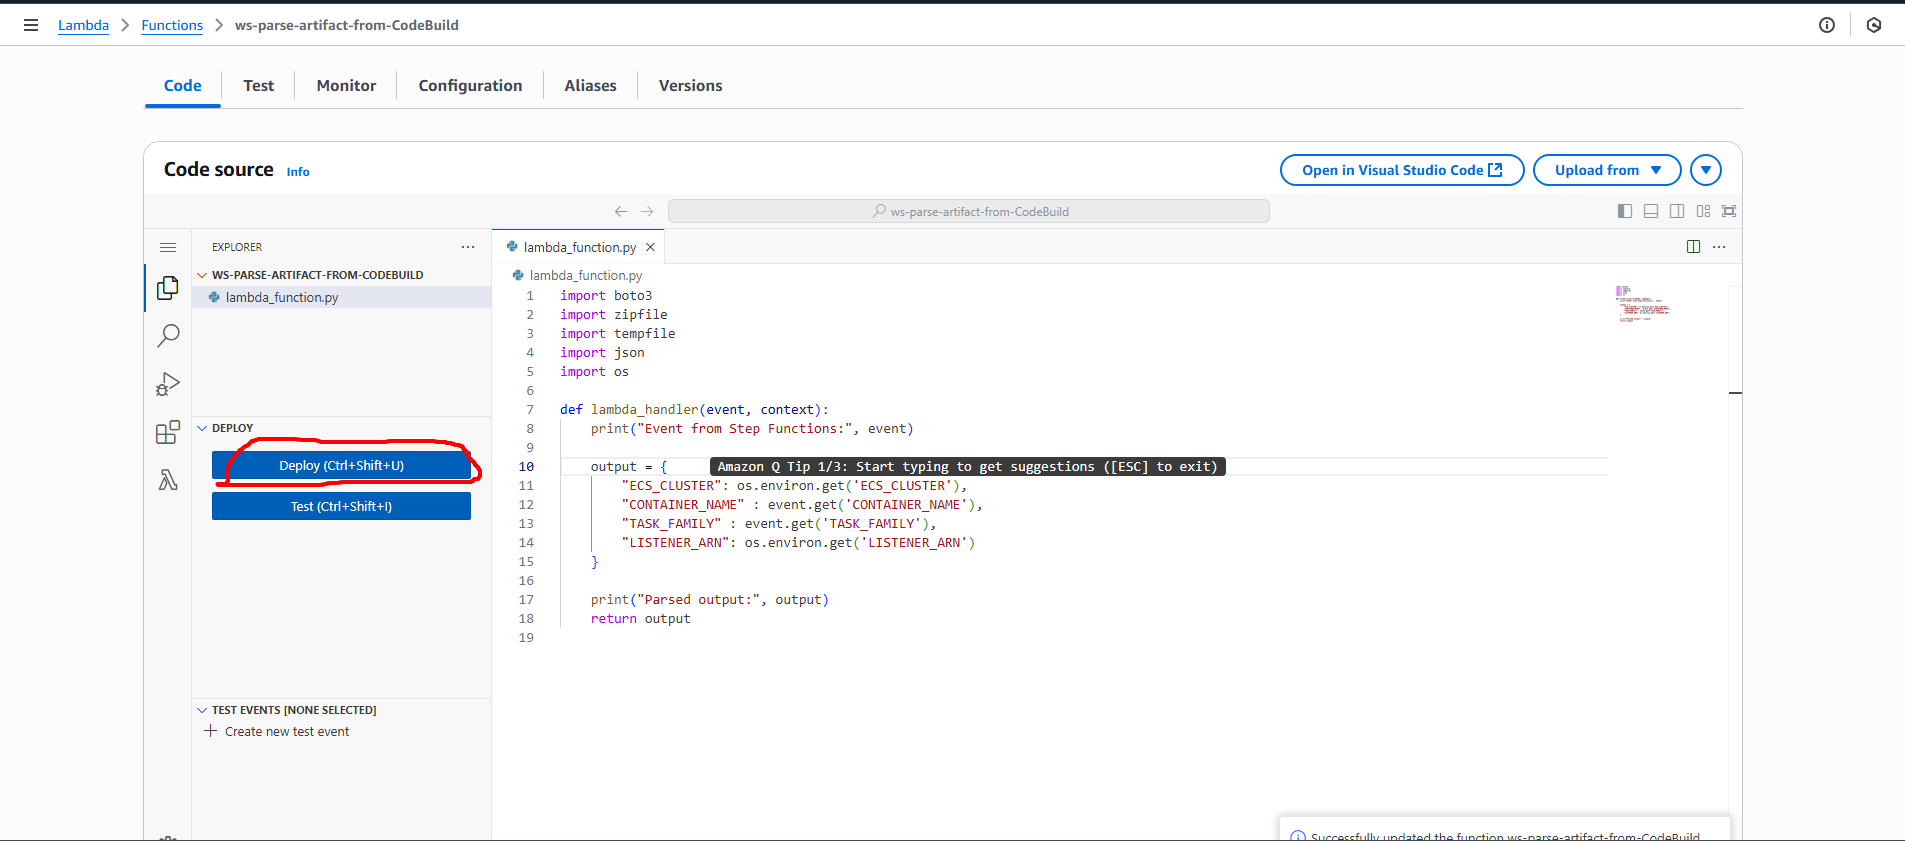 Lambda > Functions > ws-parse-artifact-from-CodeBuild
Code Test Monitor Configuration Aliases Versions
Code source Info
Open in Visual Studio Code Upload from
ws-parse-artifact-from-CodeBuild
EXPLORER
WS-PARSE-ARTIFACT-FROM-CODEBUILD
lambda_function.py
DEPLOY
Deploy (Ctrl+Shift+U)
Test (Ctrl+Shift+I)
TEST EVENTS [NONE SELECTED]
Create new test event
lambda_function.py
lambda_function.py
1 import boto3
2 import zipfile
3 import tempfile
4 import json
5 import os
6
7 def lambda_handler(event, context):
8 print("Event from Step Functions:", event)
9
10 output = { Amazon Q Tip 1/3: Start typing to get suggestions ([ESC] to exit)
11 "ECS_CLUSTER": os.environ.get('ECS_CLUSTER'),
12 "CONTAINER_NAME" : event.get('CONTAINER_NAME'),
13 "TASK_FAMILY" : event.get('TASK_FAMILY'),
14 "LISTENER_ARN": os.environ.get('LISTENER_ARN')
15 }
16
17 print("Parsed output:", output)
18 return output
19
Successfully updated the function ws-parse-artifact-from-CodeBuild